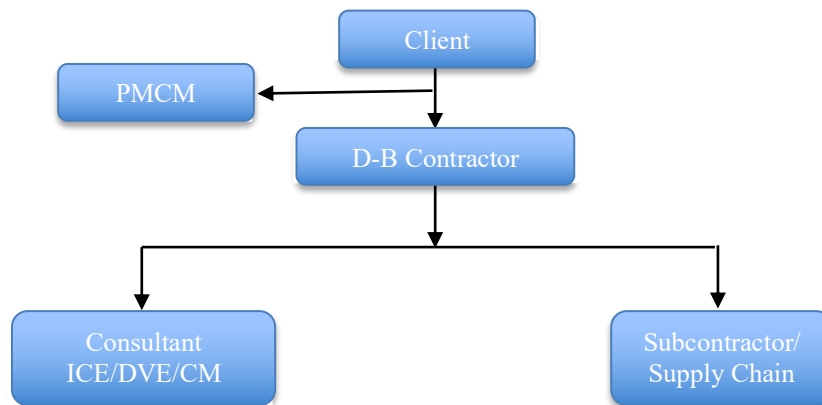 Client
PMCM
D-B Contractor
Consultant
ICE/DVE/CM
Subcontractor/
Supply Chain